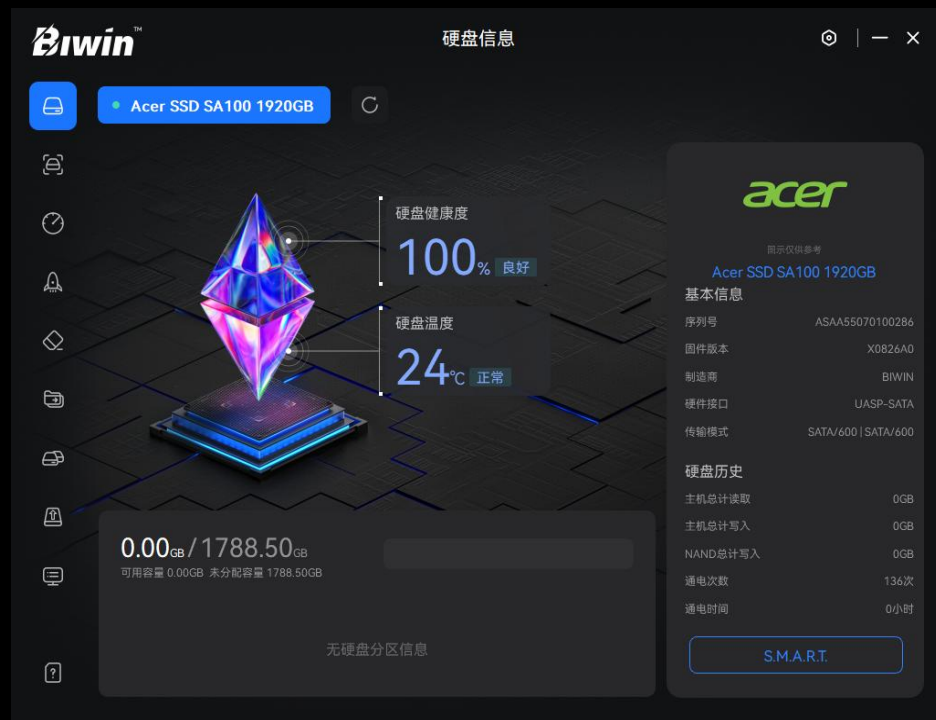 Biwin™
硬盘信息
Acer SSD SA100 1920GB
硬盘健康度
100% 良好
硬盘温度
24℃ 正常
0.00GB/1788.50GB
可用容量 0.00GB 未分配容量 1788.50GB
无硬盘分区信息
acer
图示仅供参考
Acer SSD SA100 1920GB
基本信息
序列号 ASAA55070100286
固件版本 X0826A0
制造商 BIWIN
硬件接口 UASP-SATA
传输模式 SATA/600 | SATA/600
硬盘历史
主机总计读取 0GB
主机总计写入 0GB
NAND总计写入 0GB
通电次数 136次
通电时间 0小时
S.M.A.R.T.